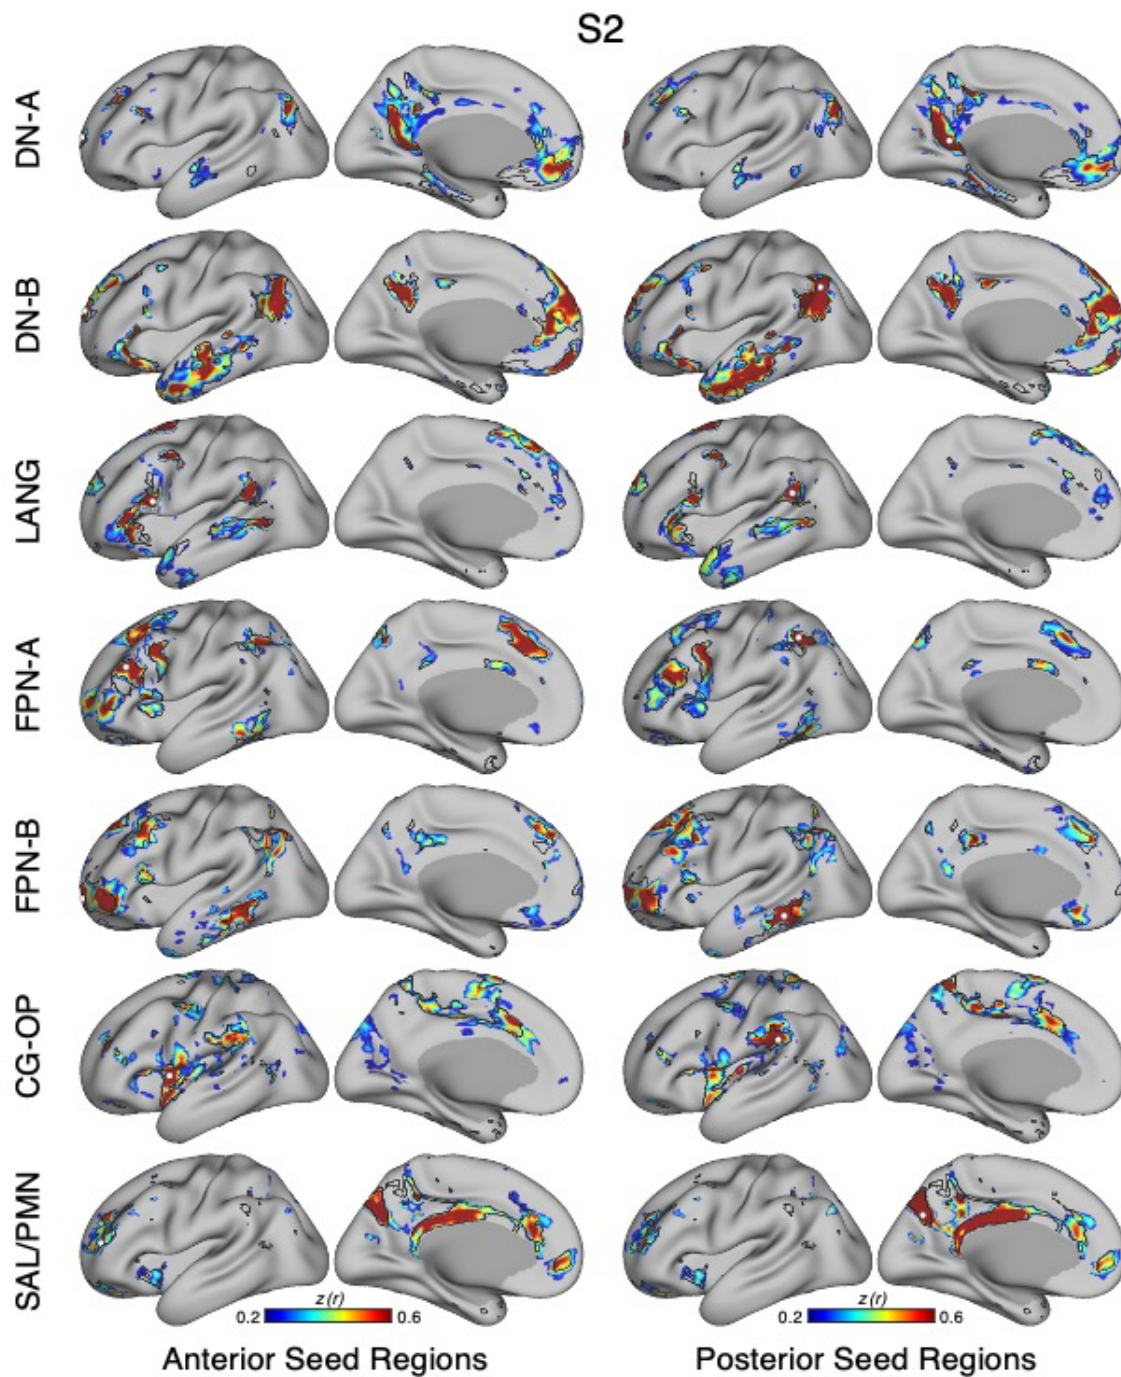 S2
DN-A
DN-B
LANG
FPN-A
FPN-B
CG-OP
SAL/PMN
z(r)
0.2 0.6
z(r)
0.2 0.6
Anterior Seed Regions
Posterior Seed Regions